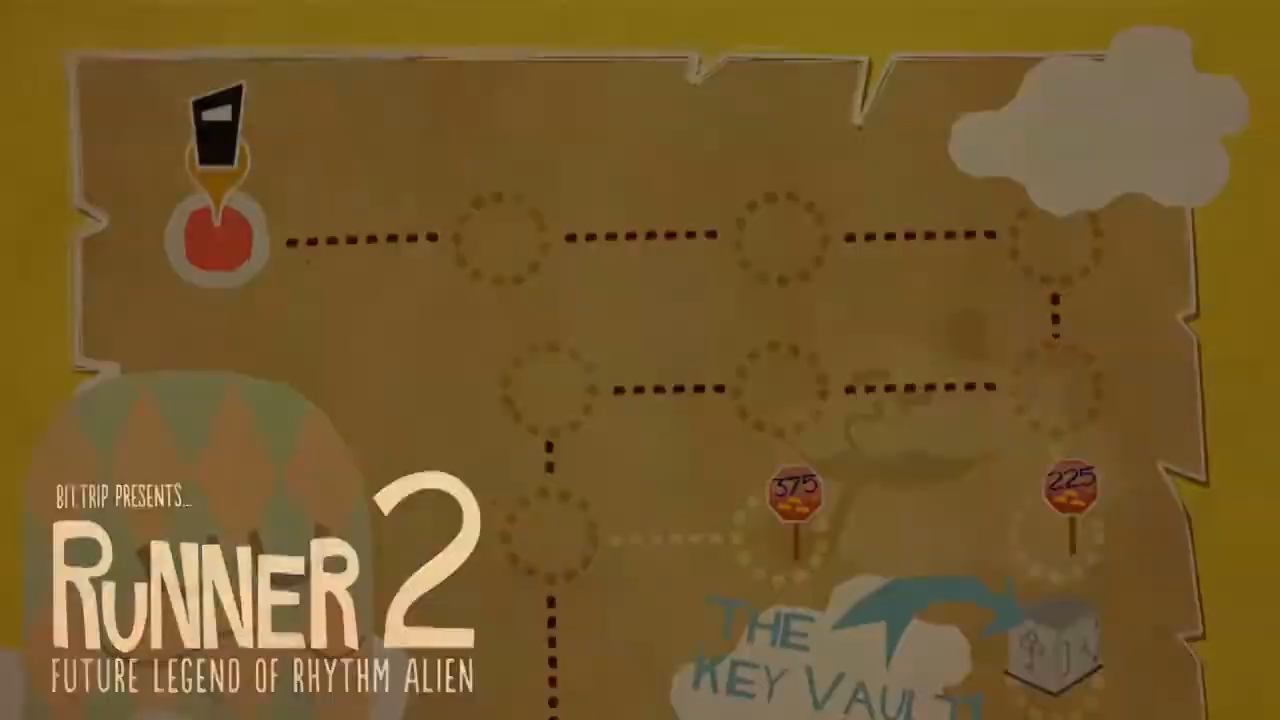 375
225
BIT.TRIP PRESENTS...
RUNNER 2
FUTURE LEGEND OF RHYTHM ALIEN
THE
KEY VAULT!